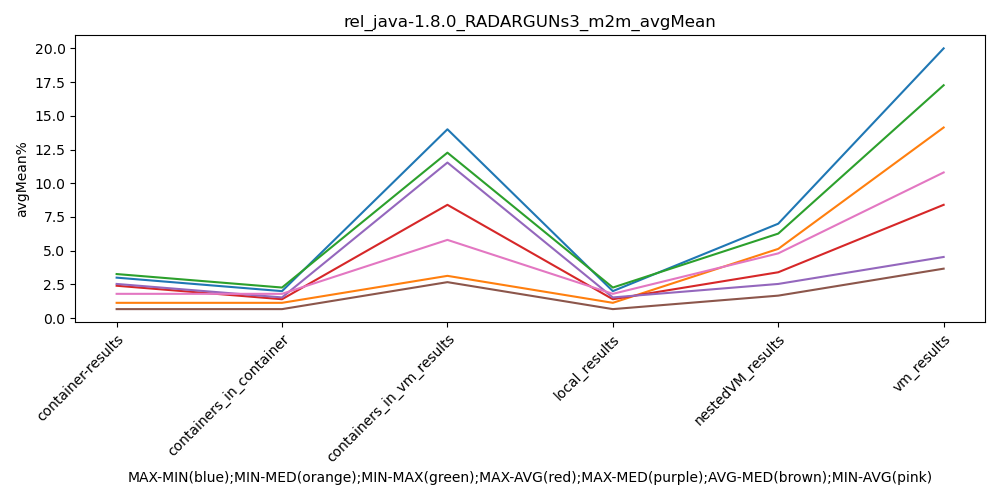 rel_java-1.8.0_RADARGUNs3_m2m_avgMean
avgMean%
20.0
17.5
15.0
12.5
10.0
7.5
5.0
2.5
0.0
container-results
containers_in_container
containers_in_vm_results
local_results
nestedVM_results
vm_results
MAX-MIN(blue);MIN-MED(orange);MIN-MAX(green);MAX-AVG(red);MAX-MED(purple);AVG-MED(brown);MIN-AVG(pink)